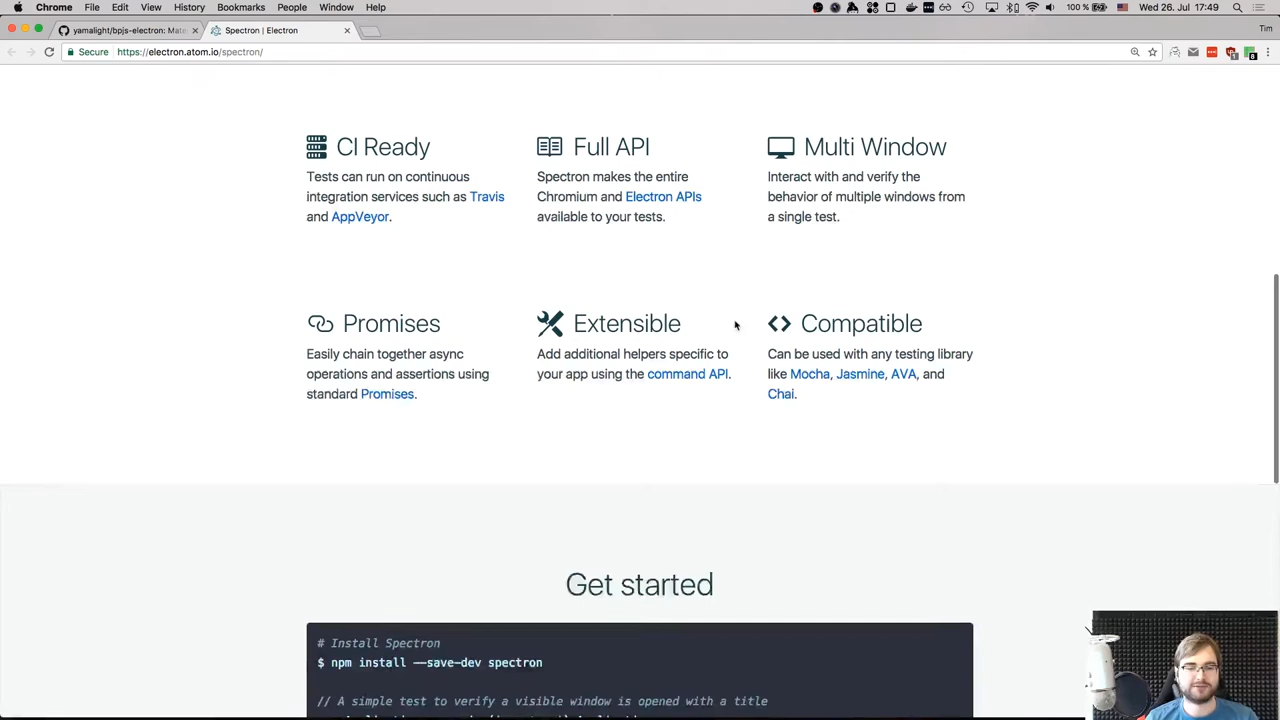 Chrome File Edit View History Bookmarks People Window Help 100 % Wed 26. Jul 17:49
yamalight/bpjs-electron: Mate
Spectron | Electron
Tim
Secure https://electron.atom.io/spectron/
CI Ready
Tests can run on continuous
integration services such as Travis
and AppVeyor.
Full API
Spectron makes the entire
Chromium and Electron APIs
available to your tests.
Multi Window
Interact with and verify the
behavior of multiple windows from
a single test.
Promises
Easily chain together async
operations and assertions using
standard Promises.
Extensible
Add additional helpers specific to
your app using the command API.
Compatible
Can be used with any testing library
like Mocha, Jasmine, AVA, and
Chai.
Get started
# Install Spectron
$ npm install --save-dev spectron
// A simple test to verify a visible window is opened with a title